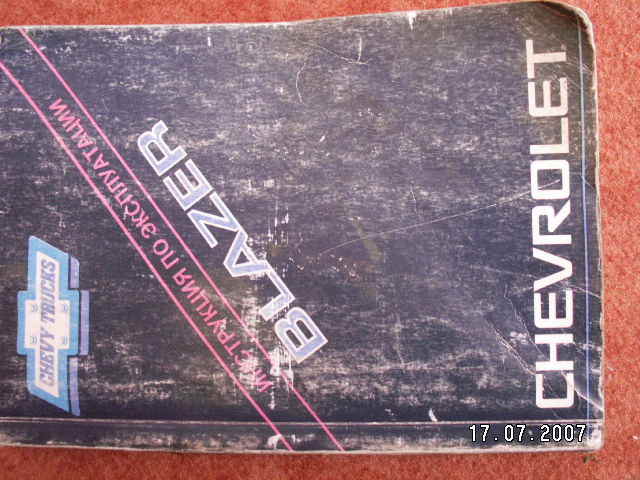 CHEVROLET
BLAZER
ИНСТРУКЦИЯ ПО ЭКСПЛУАТАЦИИ
CHEVY TRUCKS
17.07.2007